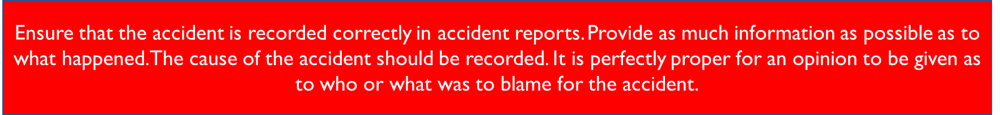 Ensure that the accident is recorded correctly in accident reports. Provide as much information as possible as to
what happened. The cause of the accident should be recorded. It is perfectly proper for an opinion to be given as
to who or what was to blame for the accident.